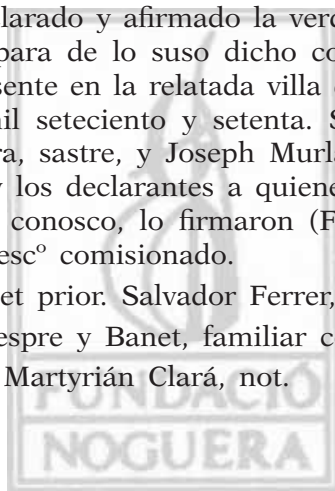 larado y afirmado la verd
para de lo suso dicho co
sente en la relatada villa
il seteciento y setenta. S
ra, sastre, y Joseph Murla
y los declarantes a quiene
conosco, lo firmaron (F
escº comisionado.
et prior. Salvador Ferrer,
espre y Banet, familiar c
Martyrián Clará, not.
FUNDACIÓ
NOGUERA